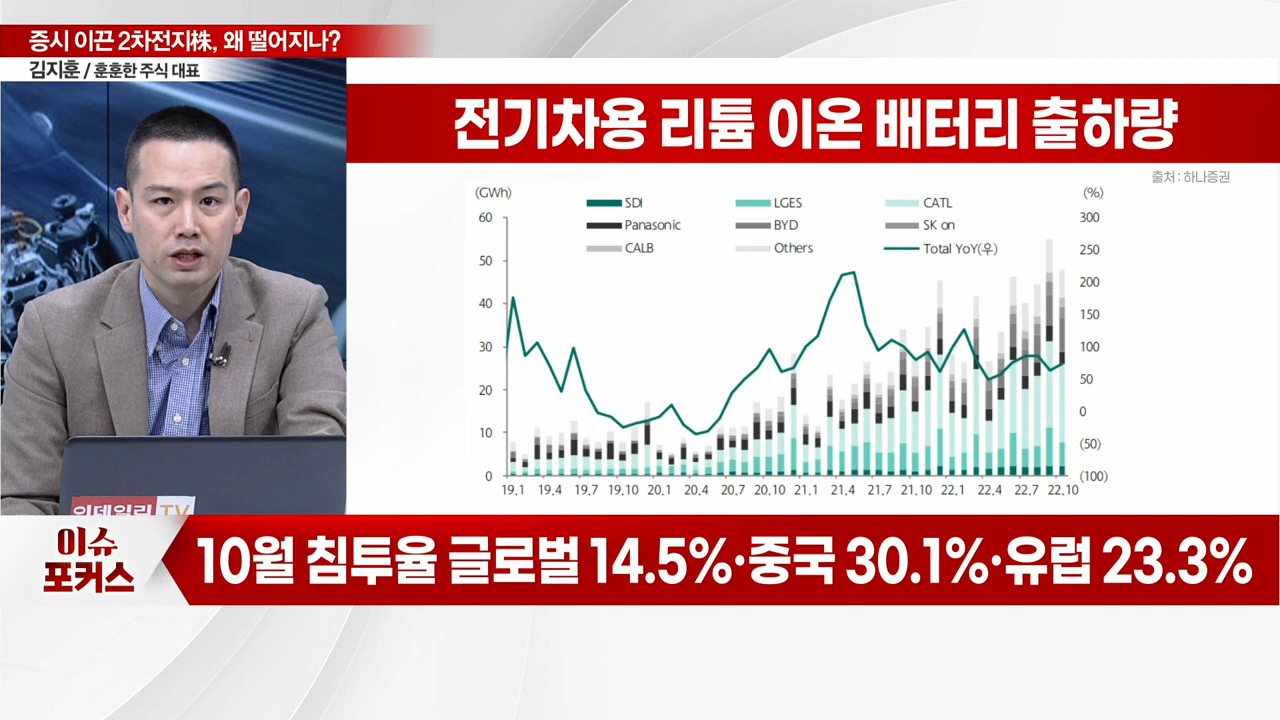 증시 이끈 2차전지株, 왜 떨어지나?
김지훈 / 훈훈한 주식 대표
전기차용 리튬 이온 배터리 출하량
출처 : 하나증권
(GWh)
(%)
SDI LGES CATL
Panasonic BYD SK on
CALB Others Total YoY(우)
60
50
40
30
20
10
0
300
250
200
150
100
50
0
(50)
(100)
19.1 19.4 19.7 19.10 20.1 20.4 20.7 20.10 21.1 21.4 21.7 21.10 22.1 22.4 22.7 22.10
이데일리 TV
이슈
포커스
10월 침투율 글로벌 14.5%·중국 30.1%·유럽 23.3%